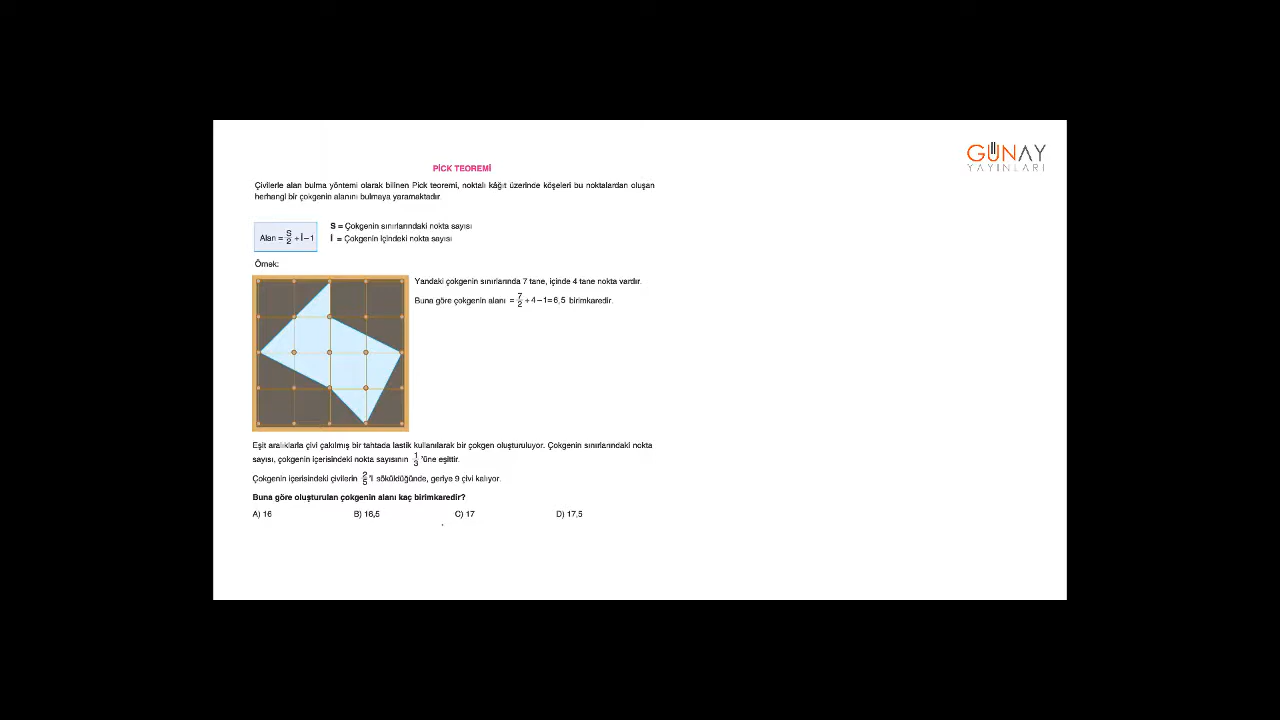 GÜNAY
YAYINLARI
PİCK TEOREMİ
Çivilerle alan bulma yöntemi olarak bilinen Pick teoremi, noktalı kâğıt üzerinde köşeleri bu noktalardan oluşan
herhangi bir çokgenin alanını bulmaya yaramaktadır.
Alan = S/2 + İ – 1
S = Çokgenin sınırlarındaki nokta sayısı
İ = Çokgenin içindeki nokta sayısı
Örnek:
Yandaki çokgenin sınırlarında 7 tane, içinde 4 tane nokta vardır.
Buna göre çokgenin alanı = 7/2 + 4 – 1 = 6,5 birimkaredir.
Eşit aralıklarla çivi çakılmış bir tahtada lastik kullanılarak bir çokgen oluşturuluyor. Çokgenin sınırlarındaki nokta
sayısı, çokgenin içerisindeki nokta sayısının 1/3 'üne eşittir.
Çokgenin içerisindeki çivilerin 2/5 'i söküldüğünde, geriye 9 çivi kalıyor.
Buna göre oluşturulan çokgenin alanı kaç birimkaredir?
A) 16 B) 16,5 C) 17 D) 17,5